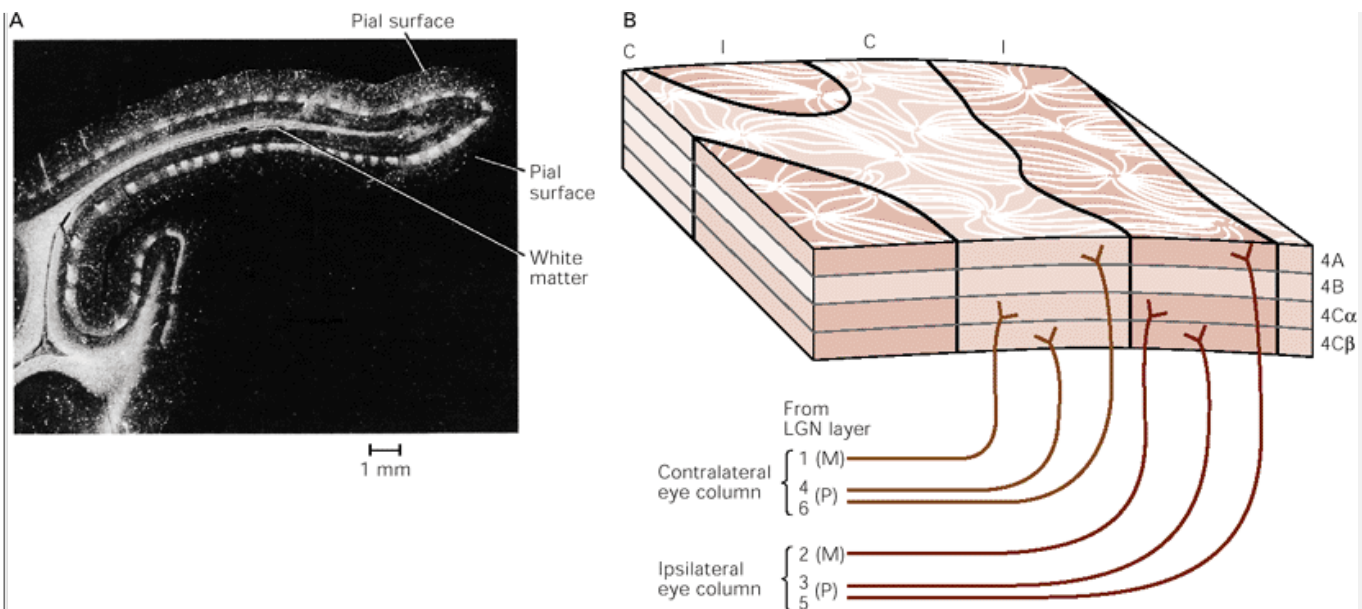 A
Pial surface
Pial
surface
White
matter
1 mm
B
C
I
C
I
4A
4B
4Cα
4Cβ
From
LGN layer
Contralateral
eye column
1 (M)
4
(P)
6
Ipsilateral
eye column
2 (M)
3
(P)
5